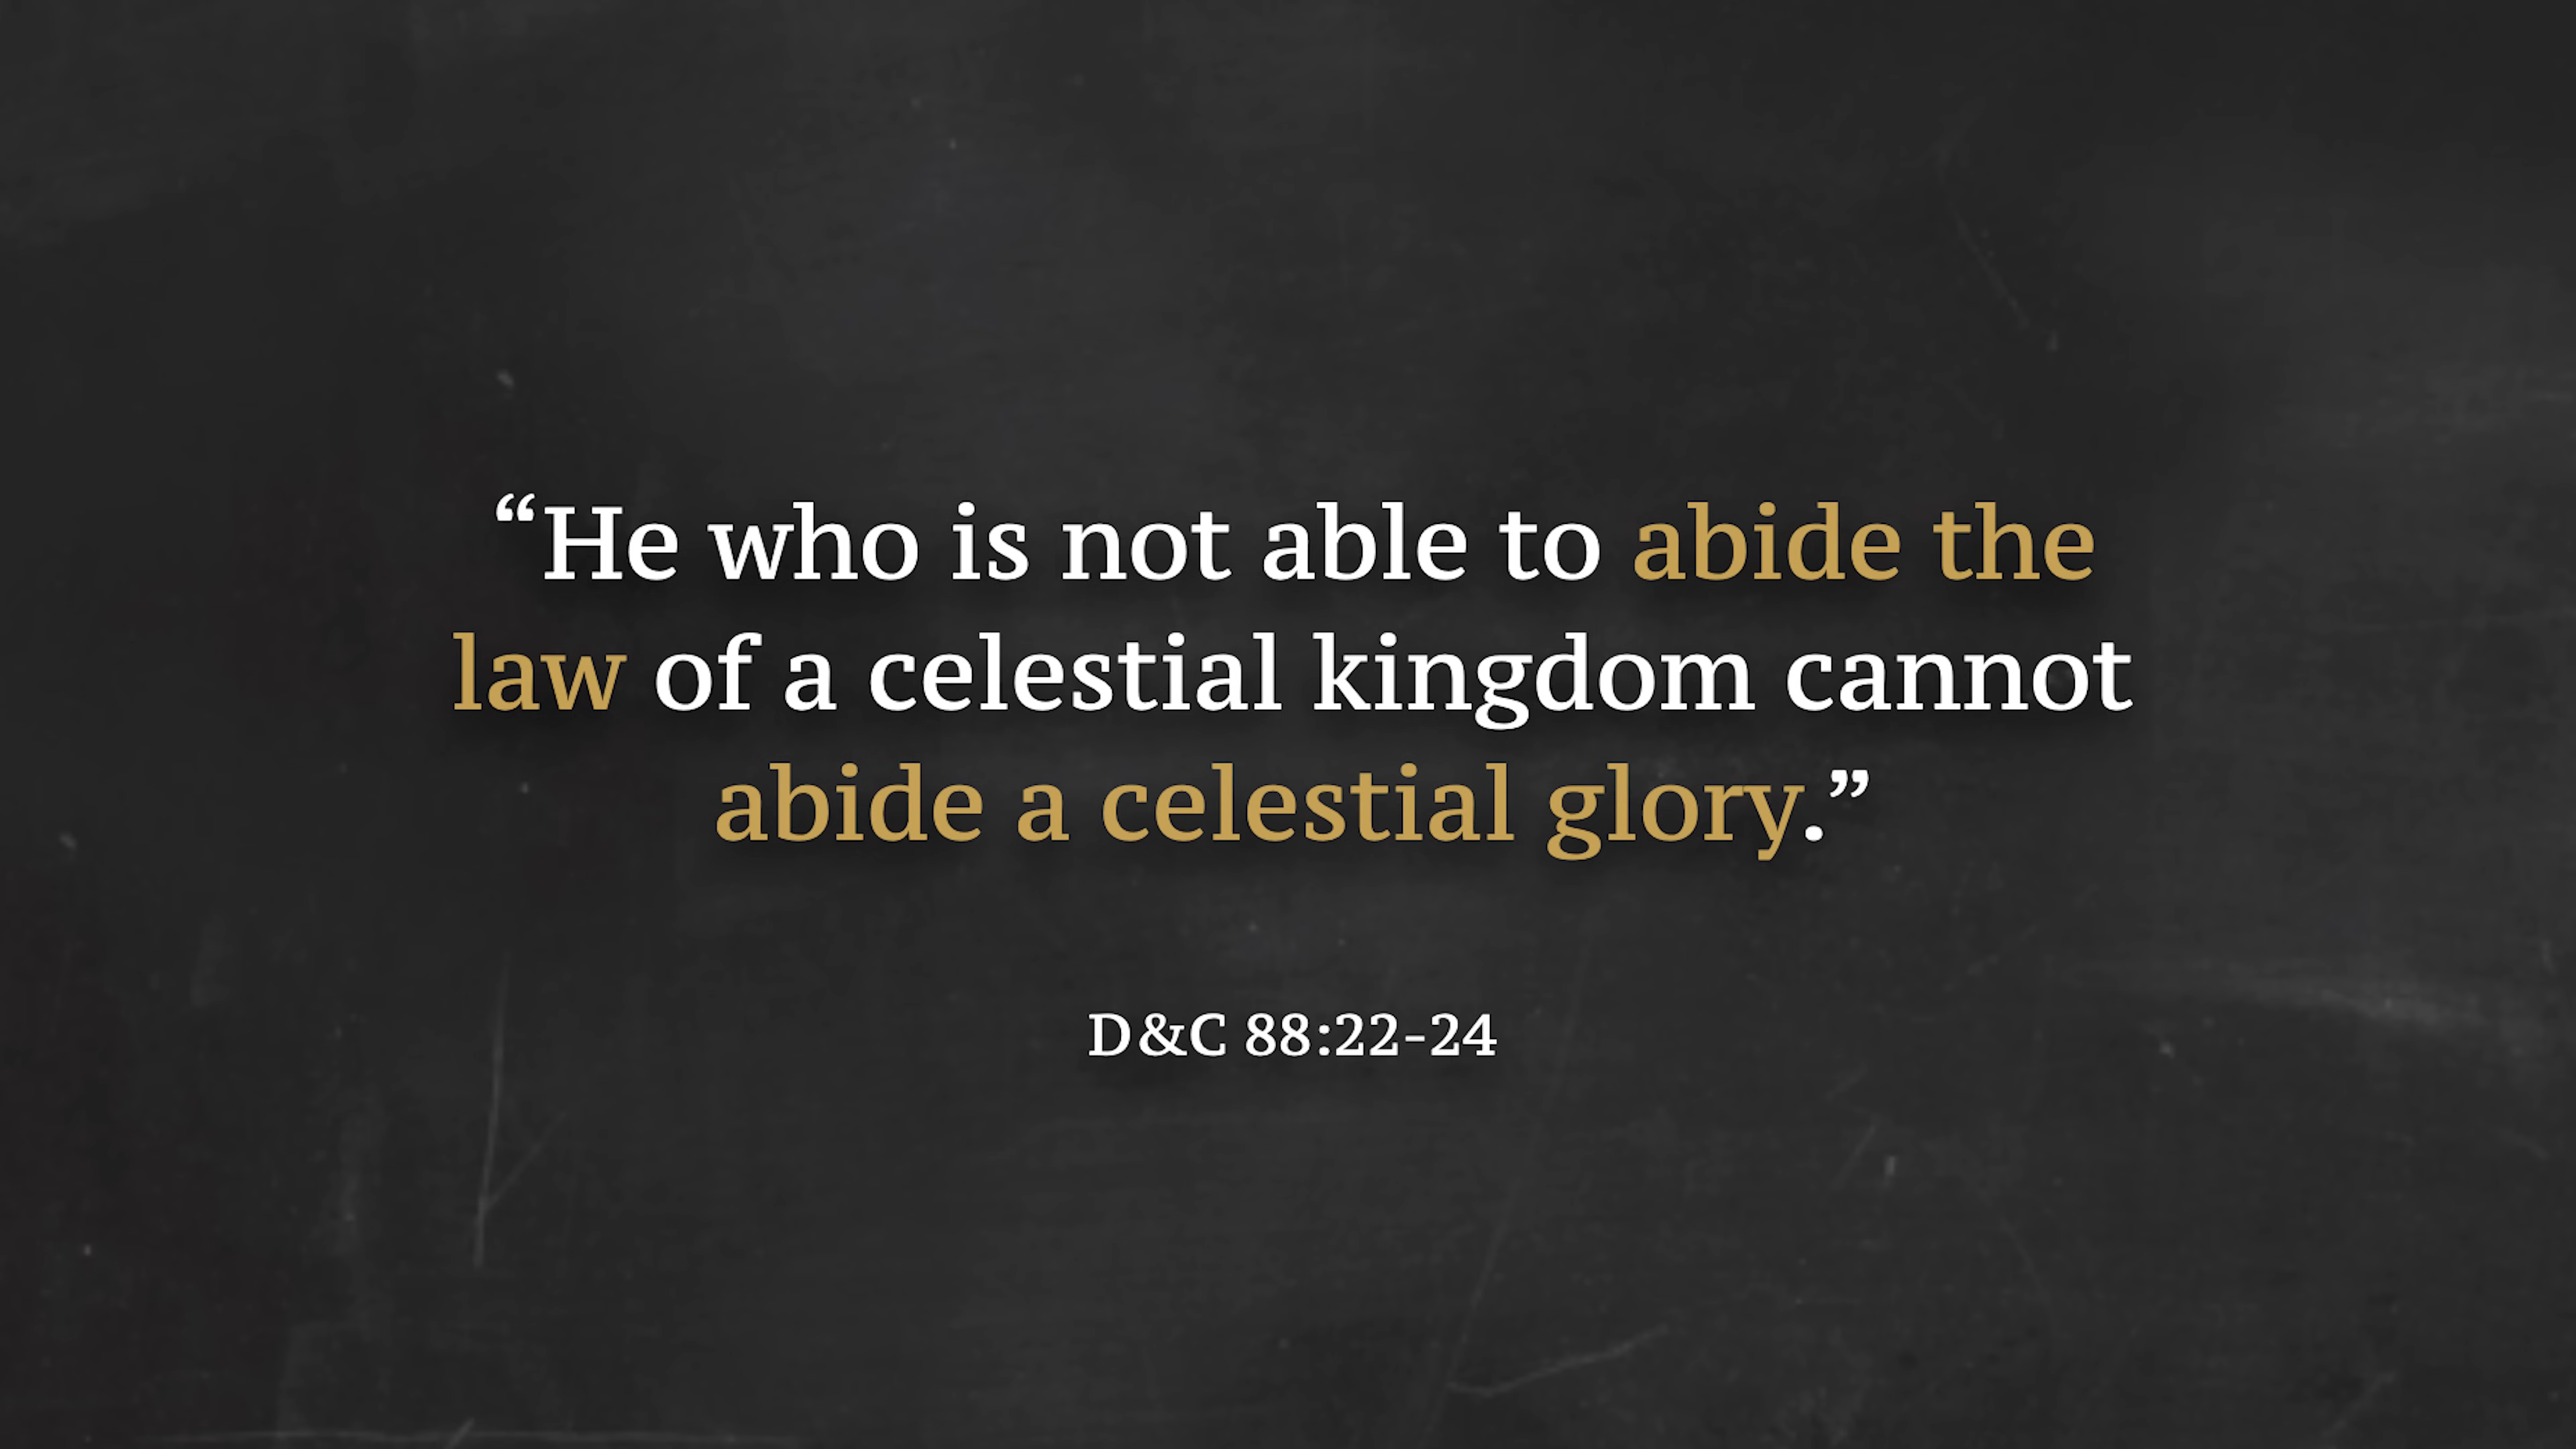 “He who is not able to abide the
law of a celestial kingdom cannot
abide a celestial glory.”
D&C 88:22-24